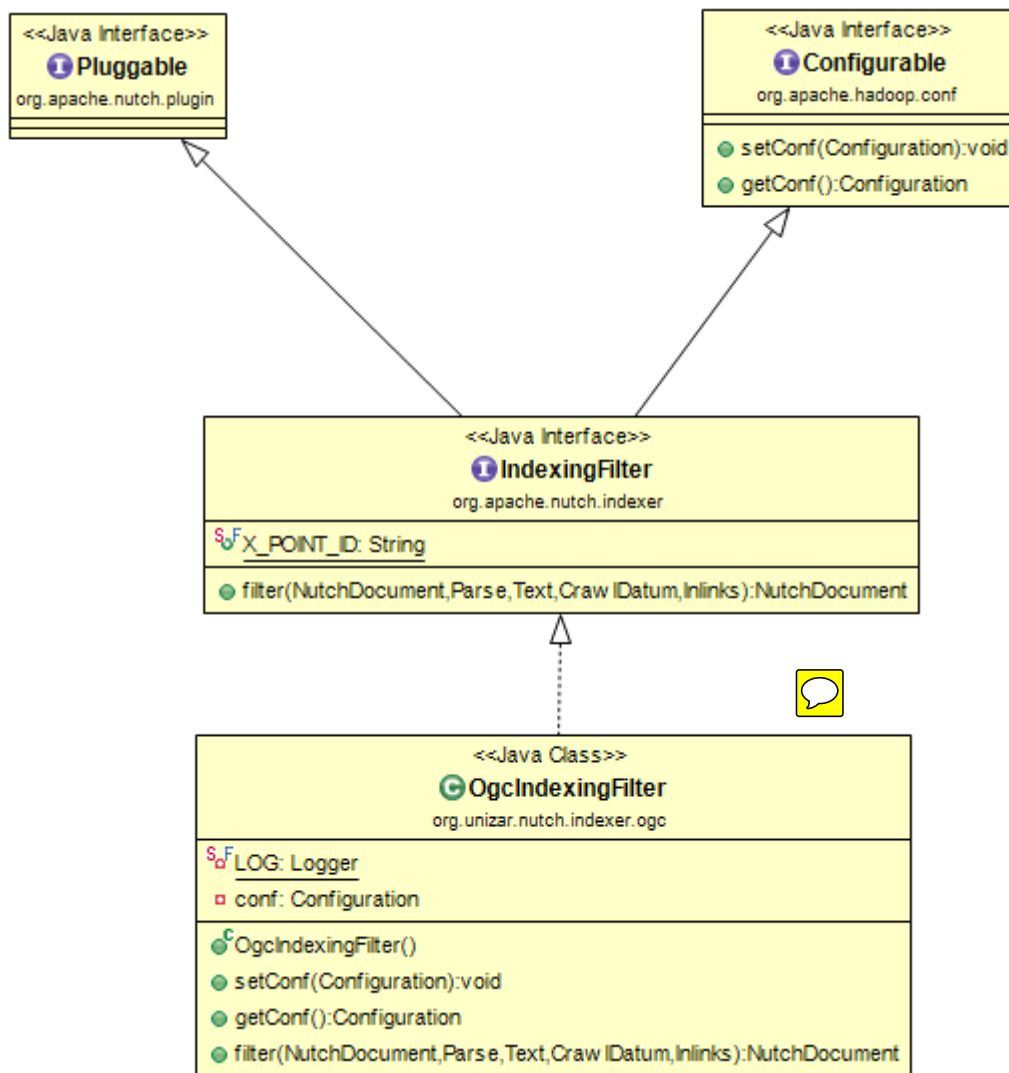 <<Java Interface>>
I Pluggable
org.apache.nutch.plugin
<<Java Interface>>
I Configurable
org.apache.hadoop.conf
setConf(Configuration):void
getConf():Configuration
<<Java Interface>>
I IndexingFilter
org.apache.nutch.indexer
S F X_POINT_ID: String
filter(NutchDocument,Parse,Text,CrawlDatum,Inlinks):NutchDocument
<<Java Class>>
C OgcIndexingFilter
org.unizar.nutch.indexer.ogc
S F LOG: Logger
conf: Configuration
C OgcIndexingFilter()
setConf(Configuration):void
getConf():Configuration
filter(NutchDocument,Parse,Text,CrawlDatum,Inlinks):NutchDocument